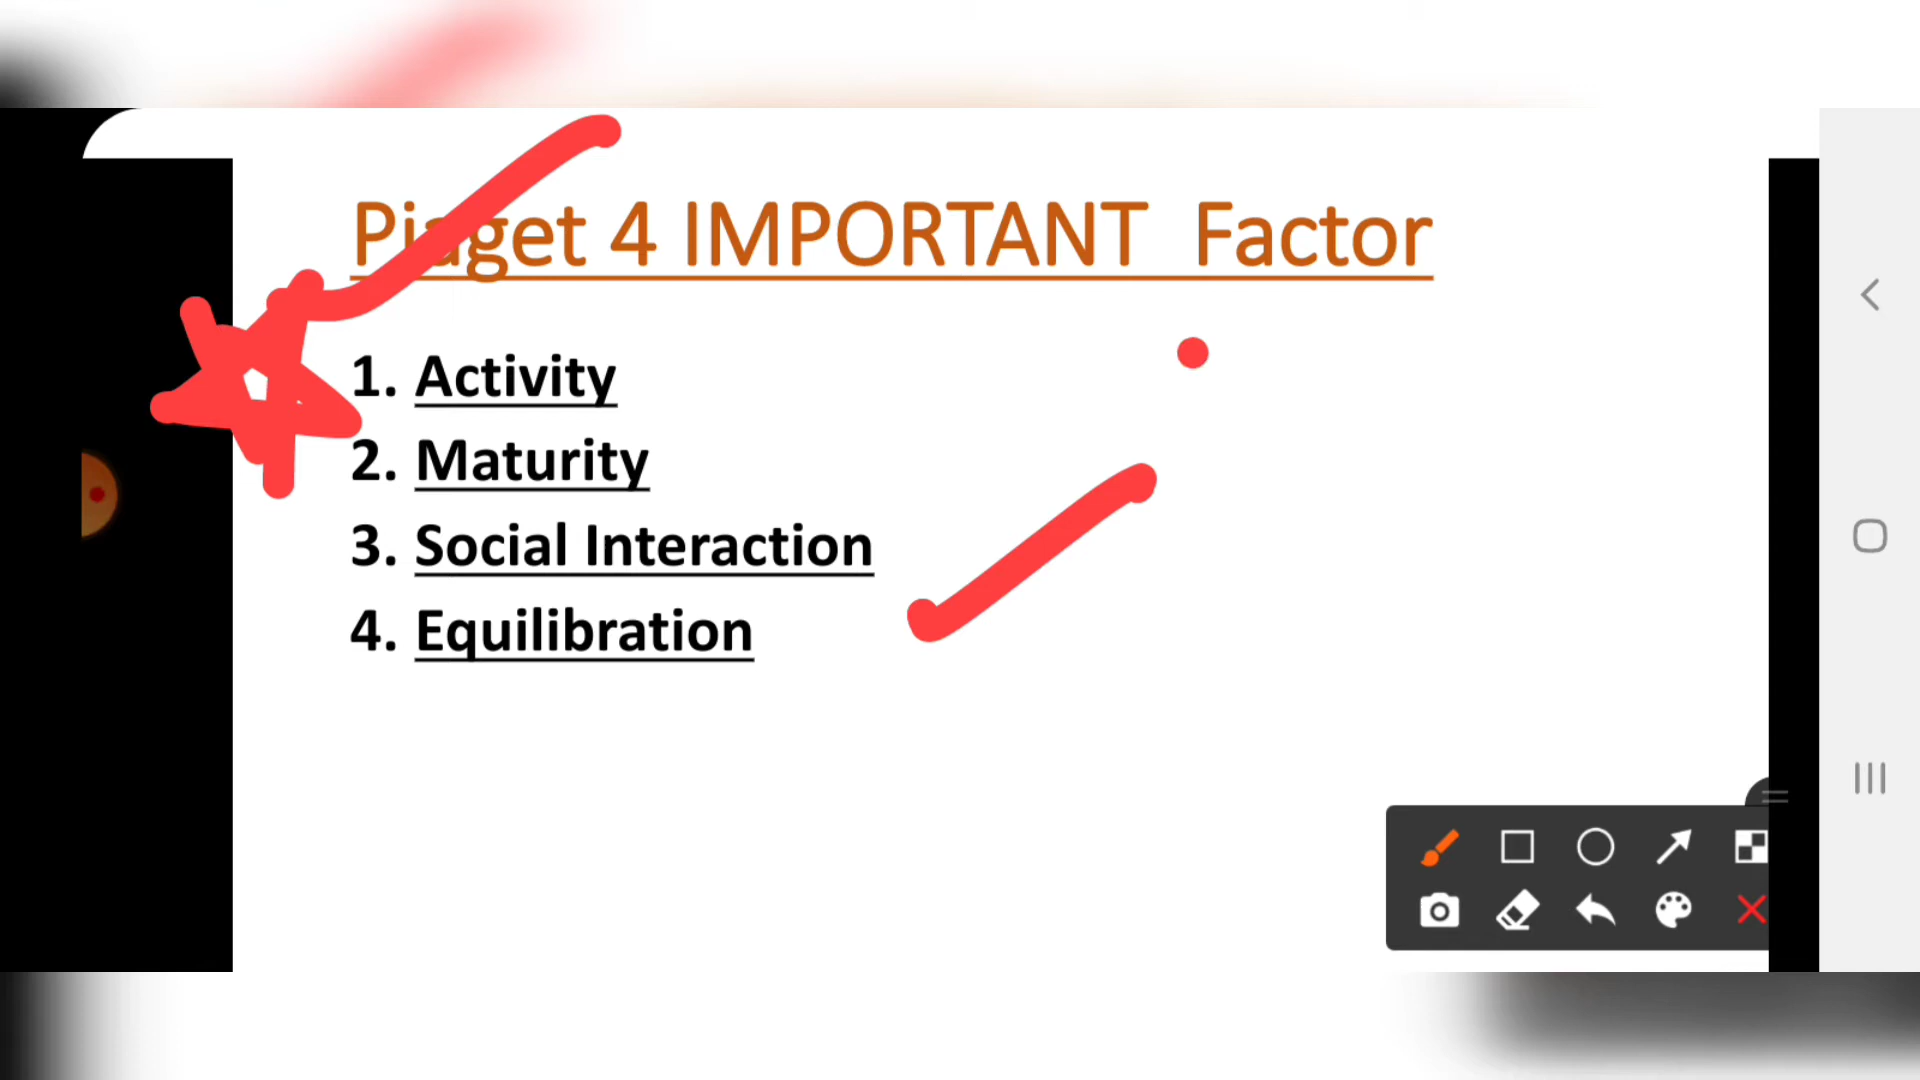 Piaget 4 IMPORTANT Factor
1. Activity
2. Maturity
3. Social Interaction
4. Equilibration